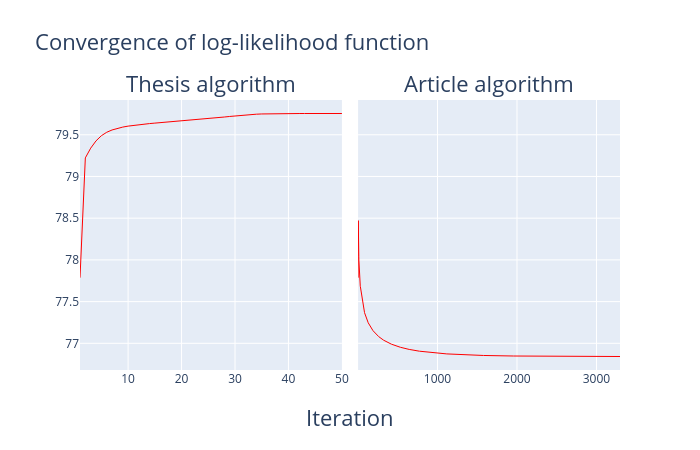 Convergence of log-likelihood function
Thesis algorithm
Article algorithm
79.5
79
78.5
78
77.5
77
10 20 30 40 50
1000 2000 3000
Iteration